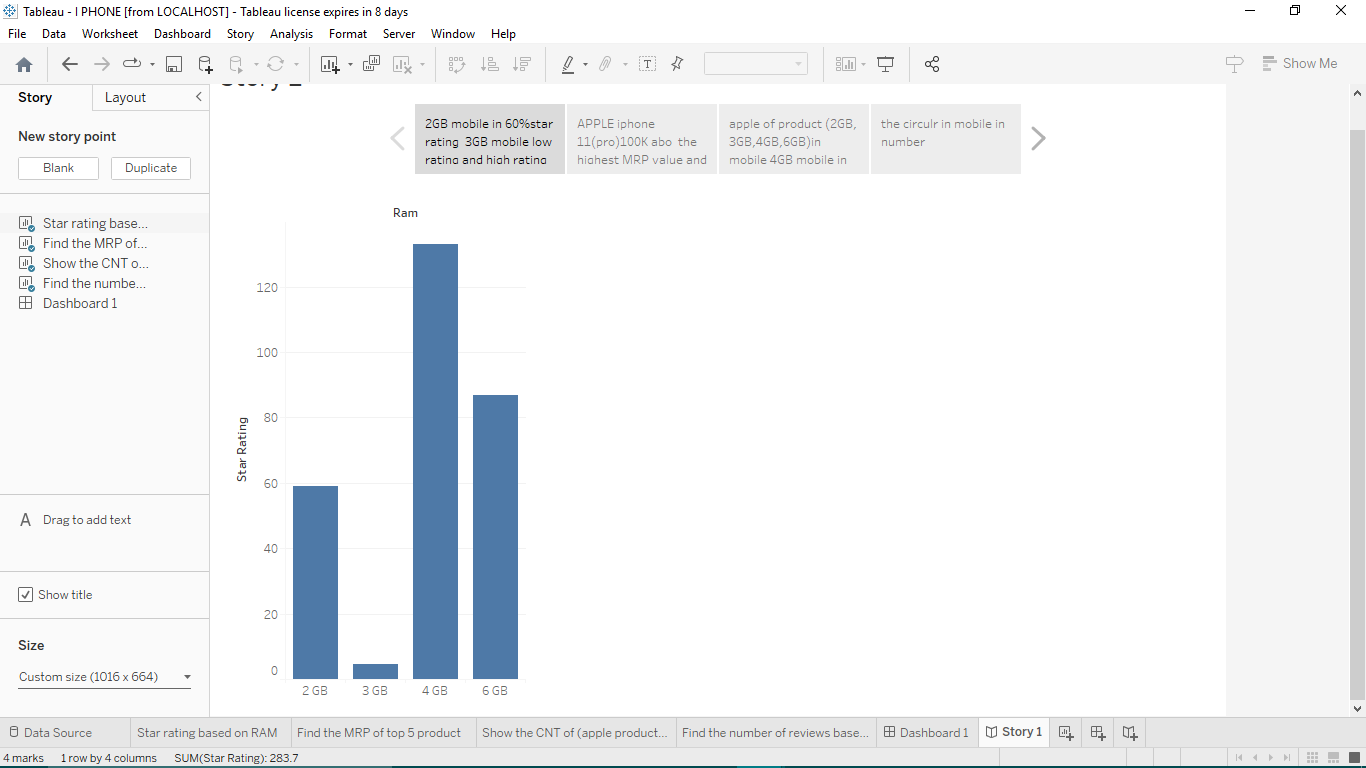 Tableau - I PHONE [from LOCALHOST] - Tableau license expires in 8 days
File Data Worksheet Dashboard Story Analysis Format Server Window Help
Show Me
Story
Layout
New story point
Blank
Duplicate
Star rating base...
Find the MRP of...
Show the CNT o...
Find the numbe...
Dashboard 1
A Drag to add text
Show title
Size
Custom size (1016 x 664)
2GB mobile in 60%star
rating 3GB mobile low
rating and high rating
APPLE iphone
11(pro)100K abo the
highest MRP value and
apple of product (2GB,
3GB,4GB,6GB)in
mobile 4GB mobile in
the circulr in mobile in
number
Ram
Star Rating
120
100
80
60
40
20
0
2 GB 3 GB 4 GB 6 GB
Data Source
Star rating based on RAM
Find the MRP of top 5 product
Show the CNT of (apple product...
Find the number of reviews base...
Dashboard 1
Story 1
4 marks 1 row by 4 columns SUM(Star Rating): 283.7